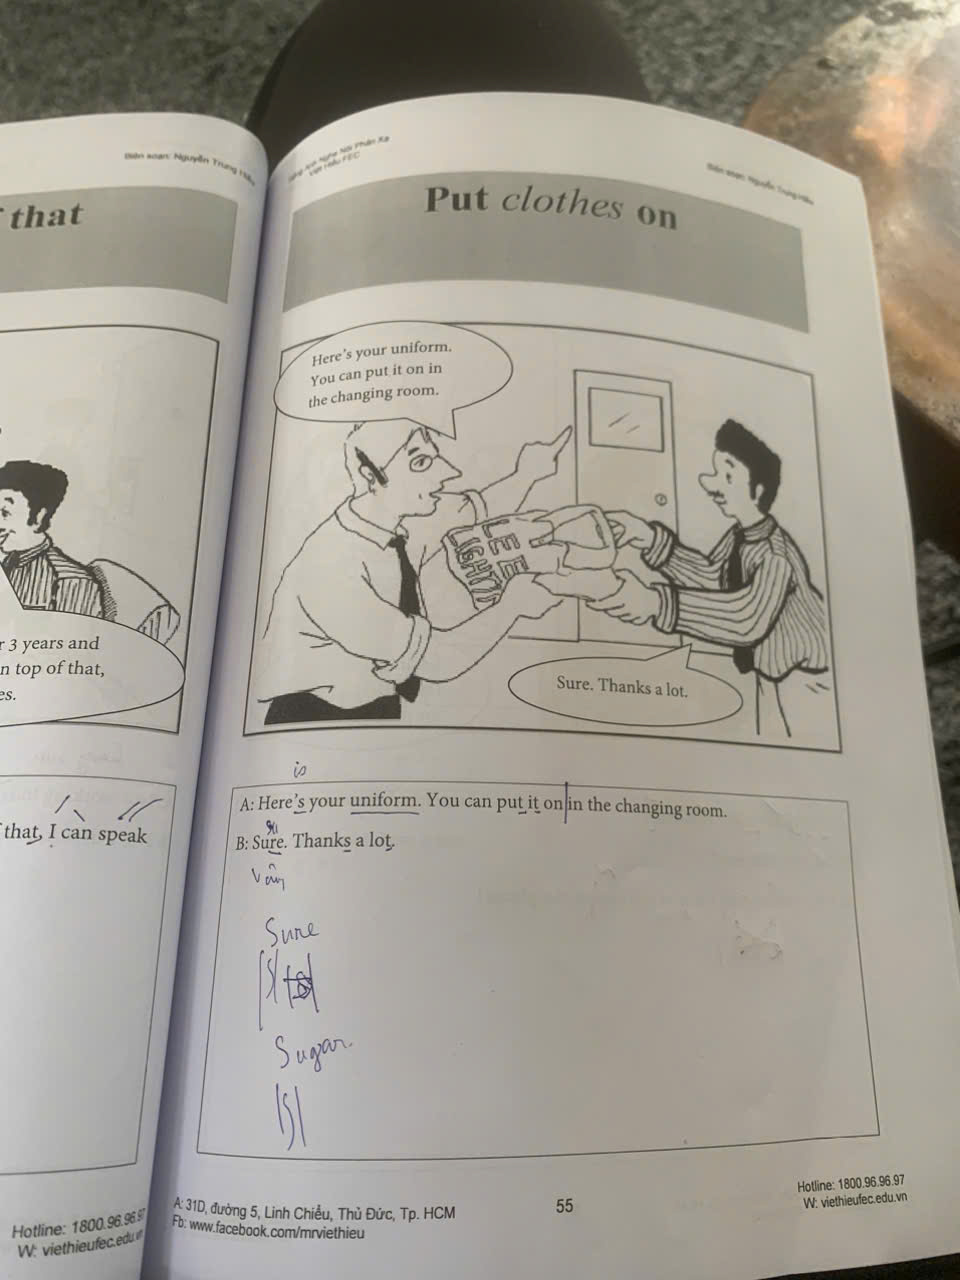 Biên soạn: Nguyễn Trung Hiếu
that
r 3 years and
n top of that,
es.
that, I can speak
Hotline: 1800.96.96.97
W: viethieufec.edu.vn
Tiếng Anh Nghe Nói Phản Xạ
Việt Hiếu FEC
Biên soạn: Nguyễn Trung Hiếu
Put clothes on
Here's your uniform.
You can put it on in
the changing room.
LEE
LIGHTN
Sure. Thanks a lot.
is
A: Here's your uniform. You can put it on in the changing room.
B: Sure. Thanks a lot.
vâng
Sure
|S|
Sugar
|S|
A: 31D, đường 5, Linh Chiểu, Thủ Đức, Tp. HCM
Fb: www.facebook.com/mrviethieu
55
Hotline: 1800.96.96.97
W: viethieufec.edu.vn